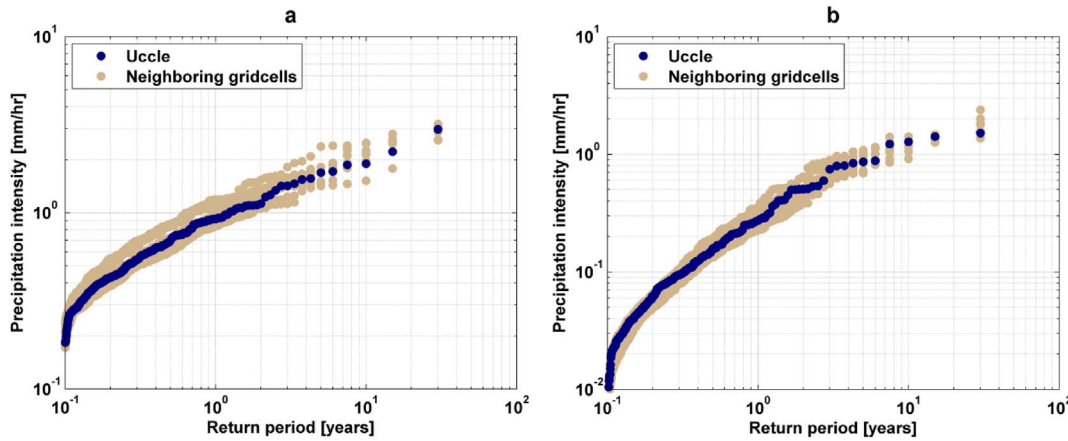 a
Precipitation intensity [mm/hr]
10^1
10^0
10^-1
Uccle
Neighboring gridcells
10^-1
10^0
10^1
10^2
Return period [years]
b
Precipitation intensity [mm/hr]
10^1
10^0
10^-1
10^-2
Uccle
Neighboring gridcells
10^-1
10^0
10^1
10^2
Return period [years]